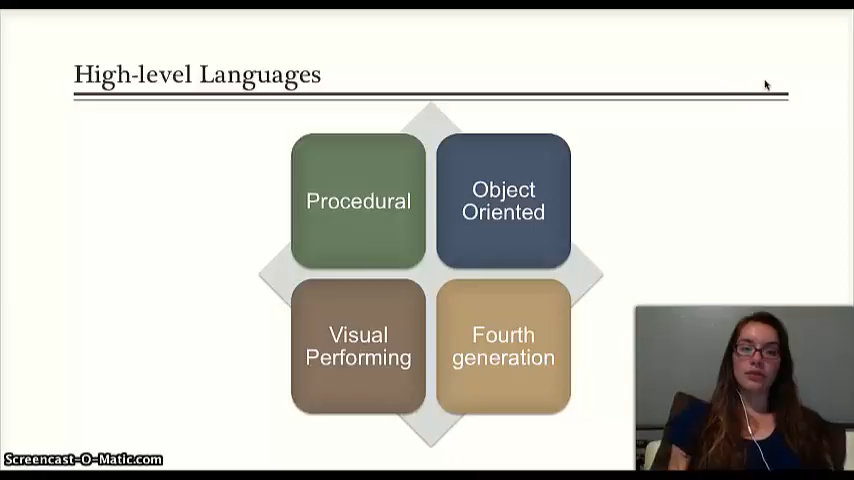 High-level Languages
Procedural
Object
Oriented
Visual
Performing
Fourth
generation
Screencast-O-Matic.com